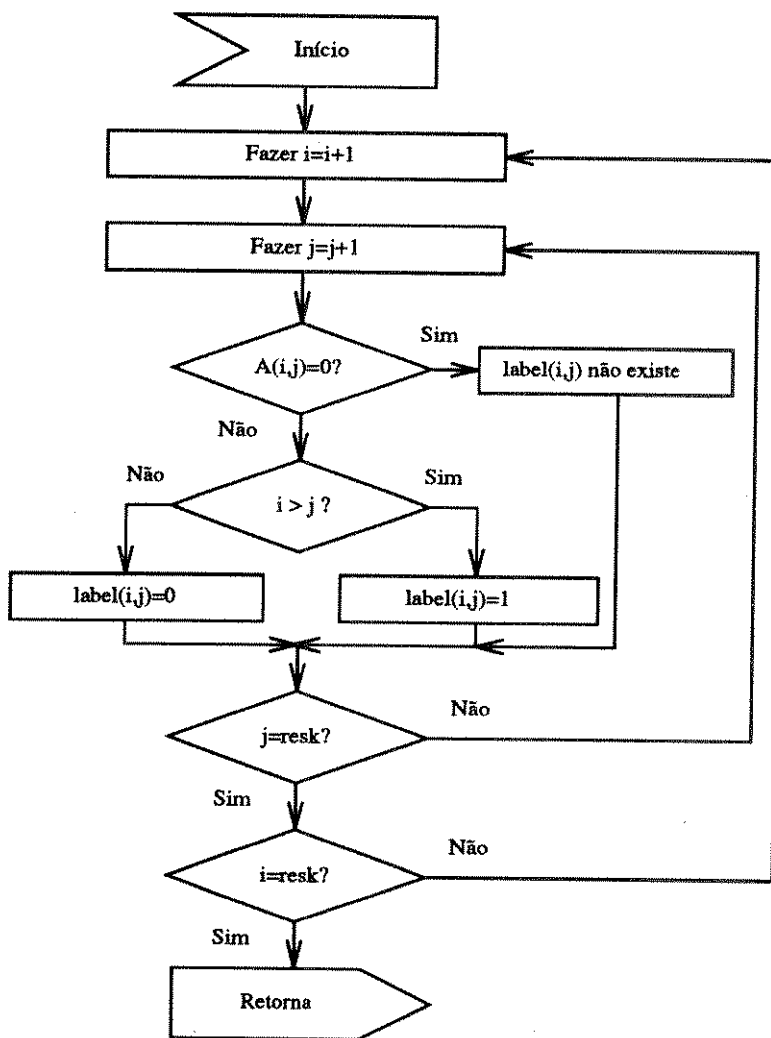 Início
Fazer i=i+1
Fazer j=j+1
Sim
A(i,j)=0?
label(i,j) não existe
Não
Não
Sim
i > j ?
label(i,j)=0
label(i,j)=1
Não
j=resk?
Sim
Não
i=resk?
Sim
Retorna